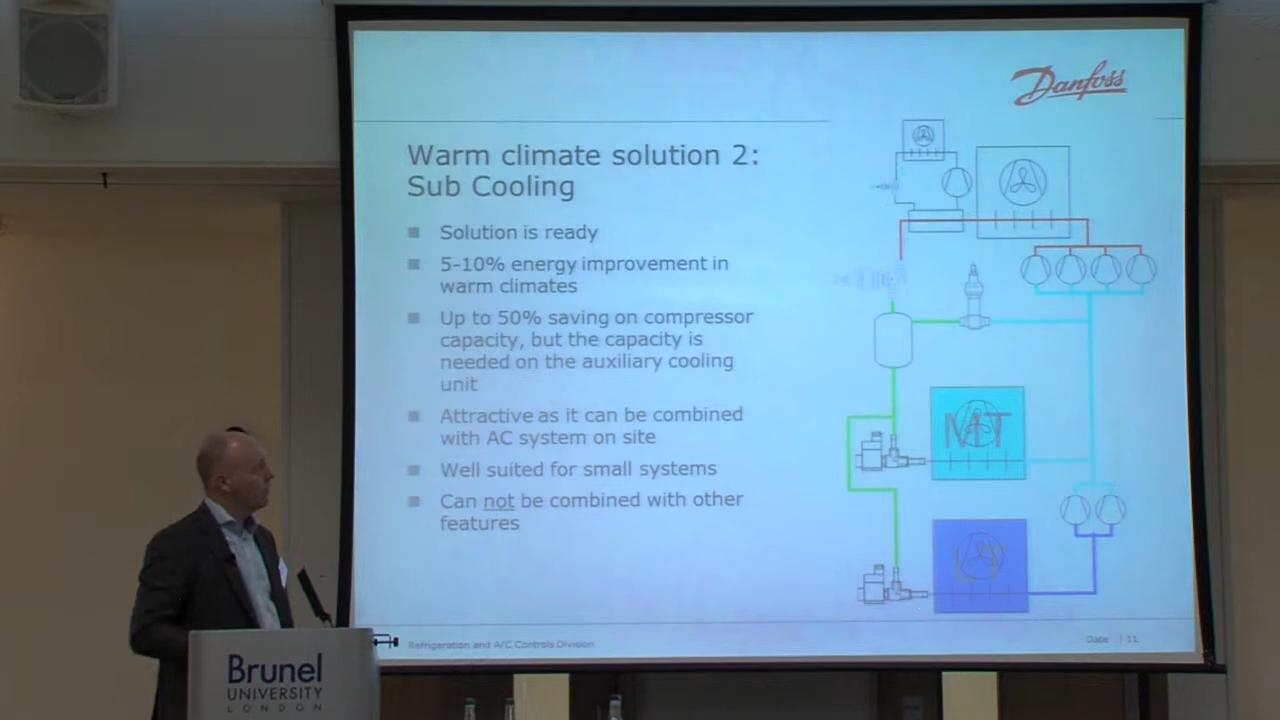 Danfoss
Warm climate solution 2:
Sub Cooling
Solution is ready
5-10% energy improvement in
warm climates
Up to 50% saving on compressor
capacity, but the capacity is
needed on the auxiliary cooling
unit
Attractive as it can be combined
with AC system on site
Well suited for small systems
Can not be combined with other
features
MT
LT
Refrigeration and A/C Controls Division
Date | 11
Brunel
UNIVERSITY
LONDON